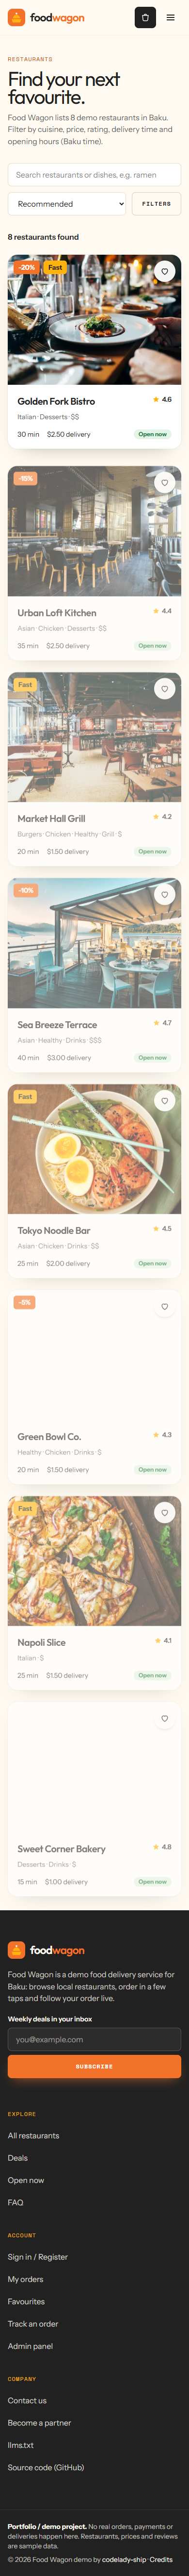 foodwagon
RESTAURANTS
Find your next
favourite.
Food Wagon lists 8 demo restaurants in Baku.
Filter by cuisine, price, rating, delivery time and
opening hours (Baku time).
Search restaurants or dishes, e.g. ramen
Recommended
FILTERS
8 restaurants found
-20% Fast
Golden Fork Bistro 4.6
Italian · Desserts · $$
30 min $2.50 delivery Open now
-15%
Urban Loft Kitchen 4.4
Asian · Chicken · Desserts · $$
35 min $2.50 delivery Open now
Fast
Market Hall Grill 4.2
Burgers · Chicken · Healthy · Grill · $
20 min $1.50 delivery Open now
-10%
Sea Breeze Terrace 4.7
Asian · Healthy · Drinks · $$$
40 min $3.00 delivery Open now
Fast
Tokyo Noodle Bar 4.5
Asian · Chicken · Drinks · $$
25 min $2.00 delivery Open now
-5%
Green Bowl Co. 4.3
Healthy · Chicken · Drinks · $
20 min $1.50 delivery Open now
Fast
Napoli Slice 4.1
Italian · $
25 min $1.50 delivery Open now
Sweet Corner Bakery 4.8
Desserts · Drinks · $
15 min $1.00 delivery Open now
foodwagon
Food Wagon is a demo food delivery service for
Baku: browse local restaurants, order in a few
taps and follow your order live.
Weekly deals in your inbox
you@example.com
SUBSCRIBE
EXPLORE
All restaurants
Deals
Open now
FAQ
ACCOUNT
Sign in / Register
My orders
Favourites
Track an order
Admin panel
COMPANY
Contact us
Become a partner
llms.txt
Source code (GitHub)
Portfolio / demo project. No real orders, payments or
deliveries happen here. Restaurants, prices and reviews
are sample data.
© 2026 Food Wagon demo by codeiady-ship · Credits